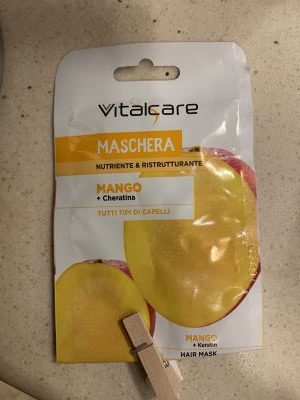 Vitalcare
MASCHERA
NUTRIENTE & RISTRUTTURANTE
MANGO
+ Cheratina
TUTTI TIPI DI CAPELLI
MANGO
+ Keratin
HAIR MASK